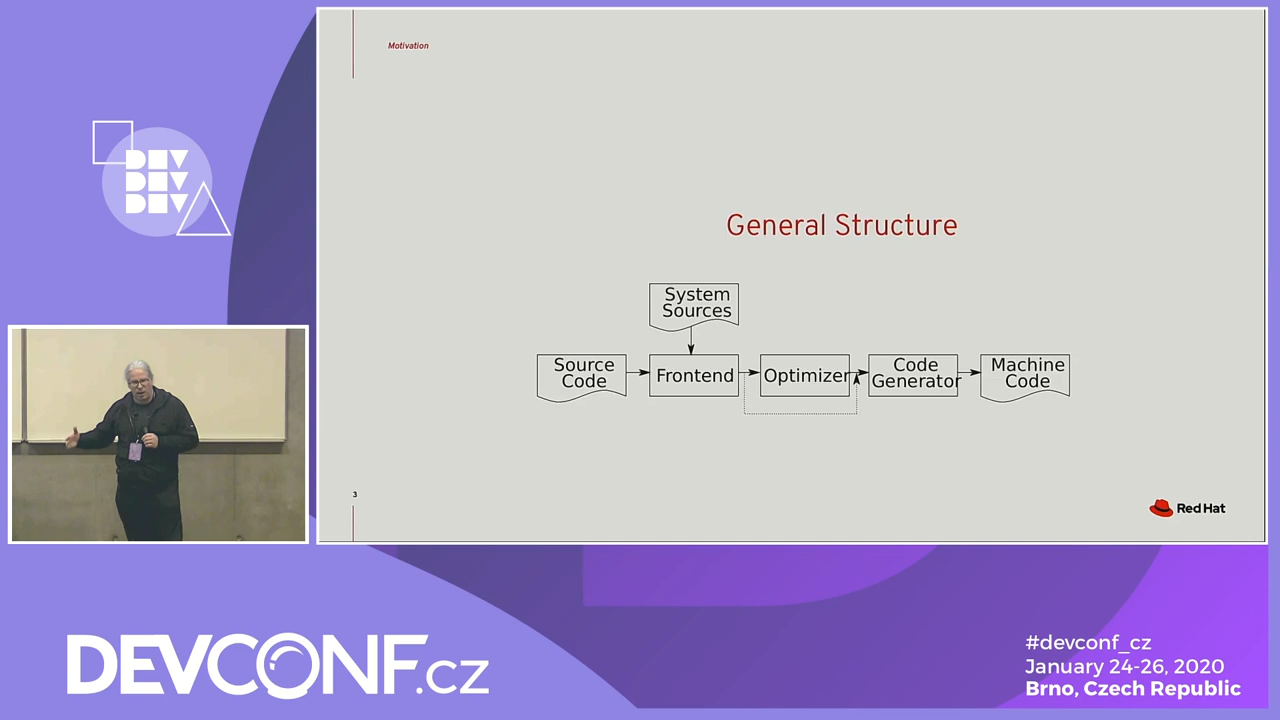 DEV
DEV
DEV
Motivation
General Structure
System
Sources
Source
Code
Frontend
Optimizer
Code
Generator
Machine
Code
3
Red Hat
DEVCONF.cz
#devconf_cz
January 24-26, 2020
Brno, Czech Republic